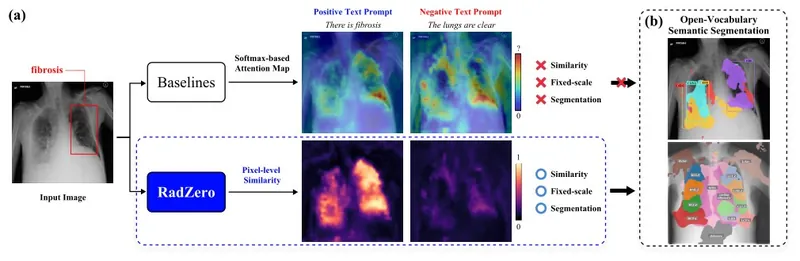 (a)
fibrosis
Input Image
Baselines
RadZero
Softmax-based
Attention Map
Pixel-level
Similarity
Positive Text Prompt
There is fibrosis
Negative Text Prompt
The lungs are clear
?
0
1
0
Similarity
Fixed-scale
Segmentation
Similarity
Fixed-scale
Segmentation
(b)
Open-Vocabulary
Semantic Segmentation